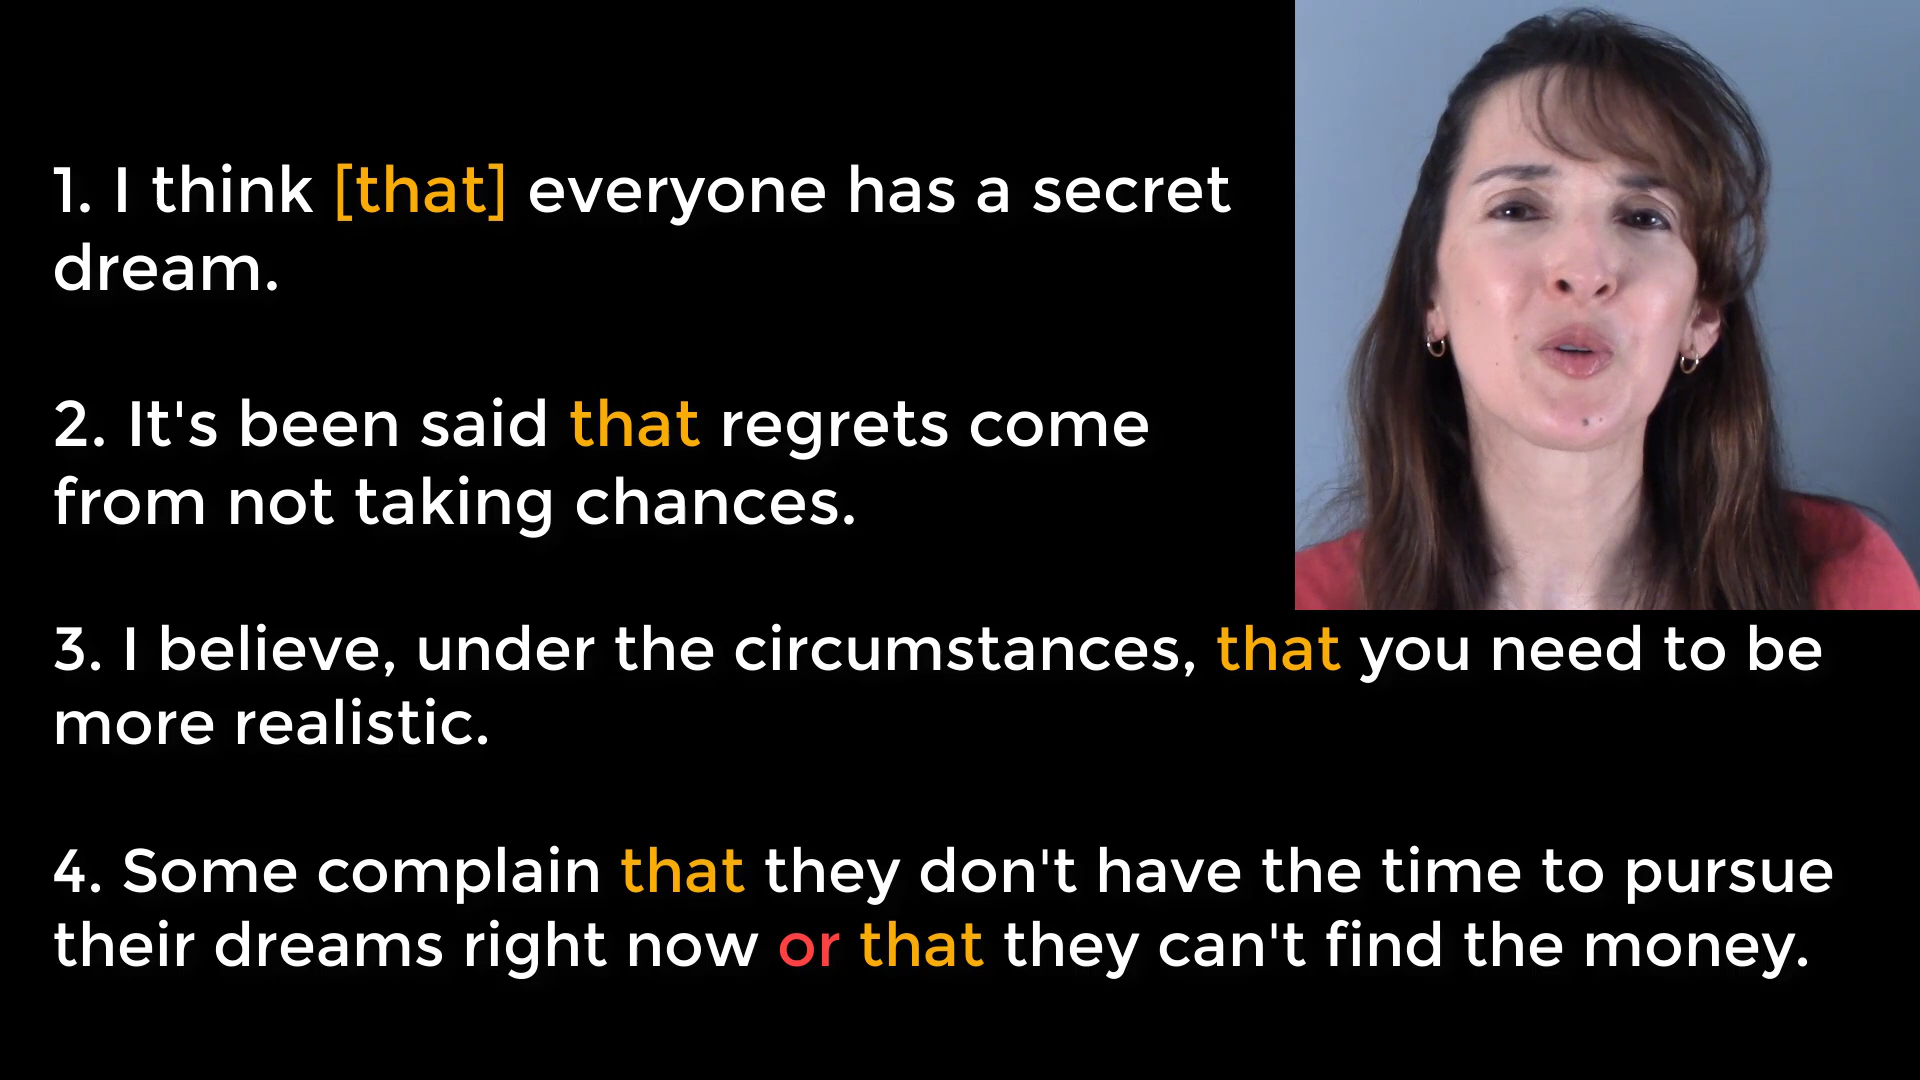 1. I think [that] everyone has a secret
dream.
2. It's been said that regrets come
from not taking chances.
3. I believe, under the circumstances, that you need to be
more realistic.
4. Some complain that they don't have the time to pursue
their dreams right now or that they can't find the money.